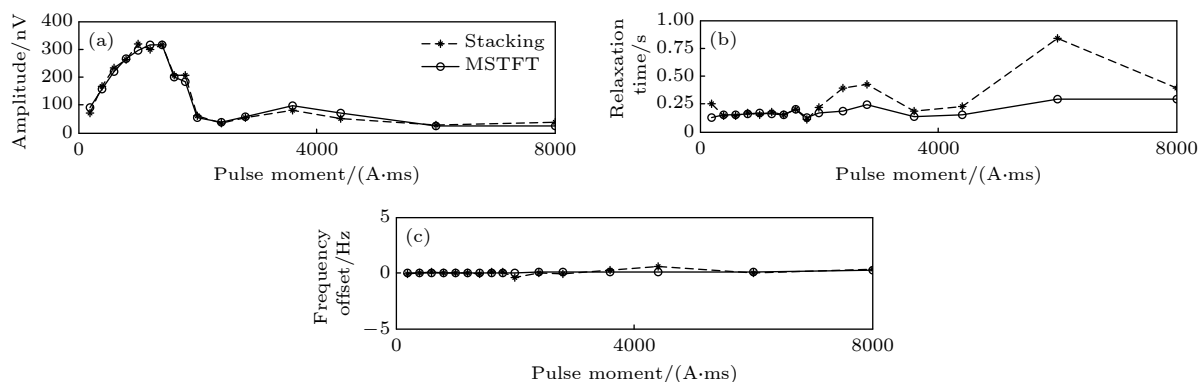 400
300
200
100
0
Amplitude/nV
(a)
Stacking
MSTFT
0
4000
8000
Pulse moment/(A·ms)
1.00
0.75
0.50
0.25
0
Relaxation
time/s
(b)
0
4000
8000
Pulse moment/(A·ms)
5
0
−5
Frequency
offset/Hz
(c)
0
4000
8000
Pulse moment/(A·ms)